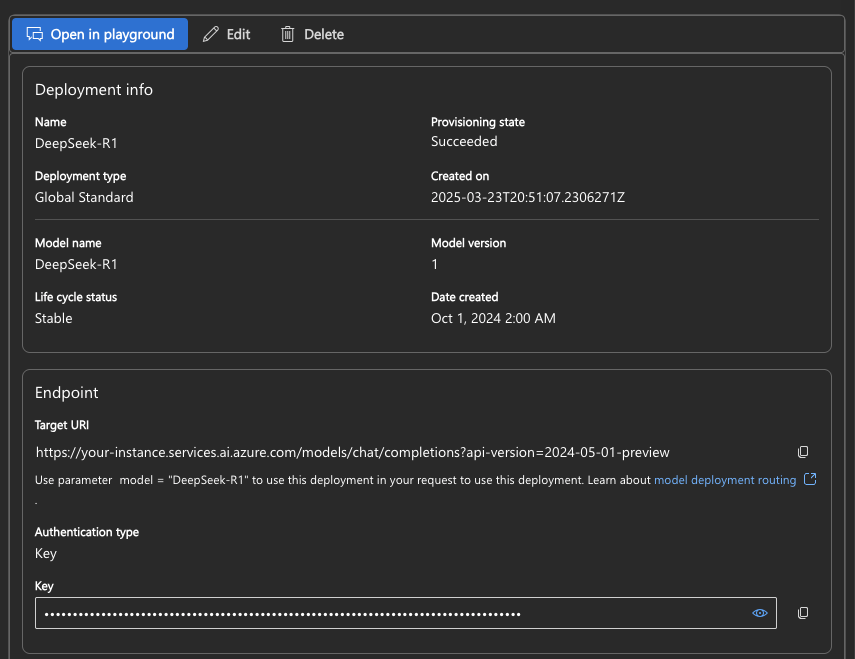 Open in playground Edit Delete
Deployment info
Name Provisioning state
DeepSeek-R1 Succeeded
Deployment type Created on
Global Standard 2025-03-23T20:51:07.2306271Z
Model name Model version
DeepSeek-R1 1
Life cycle status Date created
Stable Oct 1, 2024 2:00 AM
Endpoint
Target URI
https://your-instance.services.ai.azure.com/models/chat/completions?api-version=2024-05-01-preview
Use parameter model = "DeepSeek-R1" to use this deployment in your request to use this deployment. Learn about model deployment routing
.
Authentication type
Key
Key